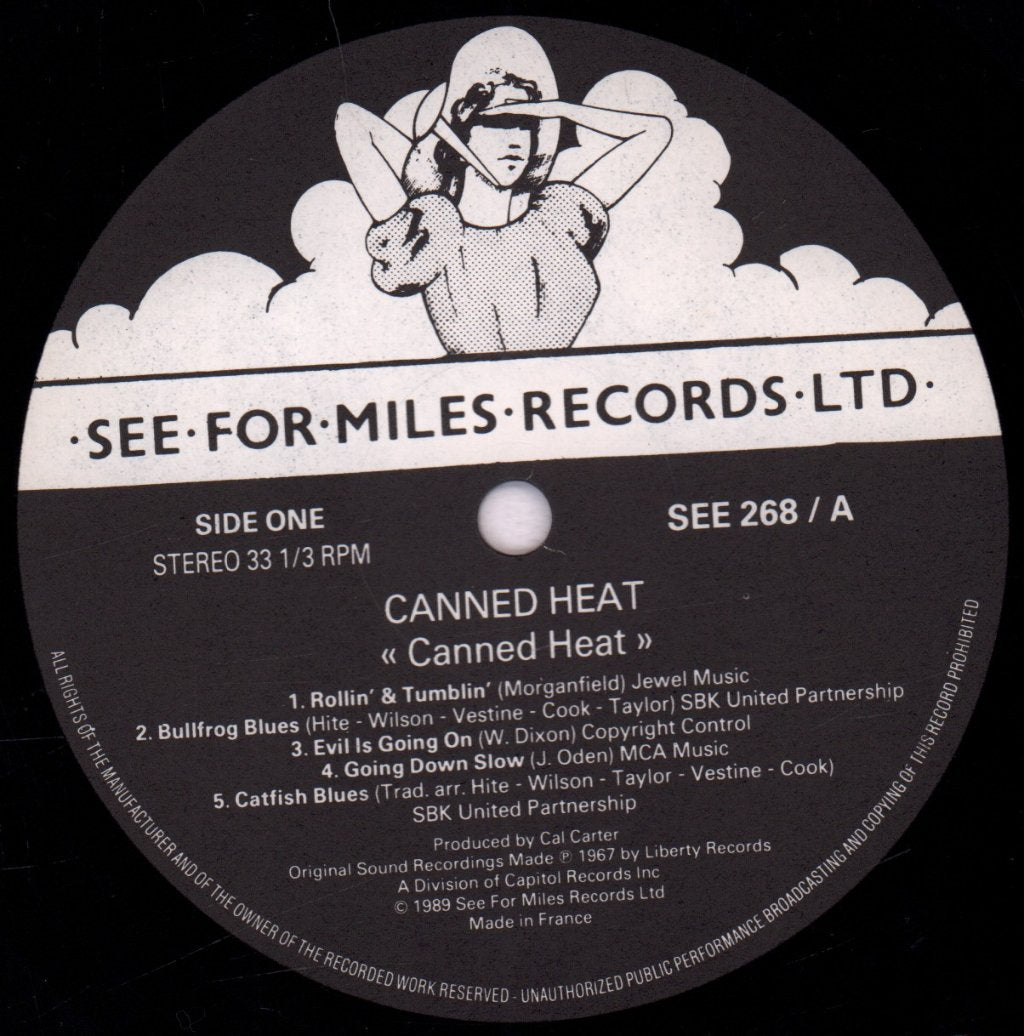 ·SEE·FOR·MILES·RECORDS·LTD·
SIDE ONE
STEREO 33 1/3 RPM
SEE 268 / A
CANNED HEAT
« Canned Heat »
1. Rollin' & Tumblin' (Morganfield) Jewel Music
2. Bullfrog Blues (Hite - Wilson - Vestine - Cook - Taylor) SBK United Partnership
3. Evil Is Going On (W. Dixon) Copyright Control
4. Going Down Slow (J. Oden) MCA Music
5. Catfish Blues (Trad. arr. Hite - Wilson - Taylor - Vestine - Cook)
SBK United Partnership
Produced by Cal Carter
Original Sound Recordings Made ℗ 1967 by Liberty Records
A Division of Capitol Records Inc
© 1989 See For Miles Records Ltd
Made in France
ALL RIGHTS OF THE MANUFACTURER AND OF THE OWNER OF THE RECORDED WORK RESERVED - UNAUTHORIZED PUBLIC PERFORMANCE BROADCASTING AND COPYING OF THIS RECORD PROHIBITED